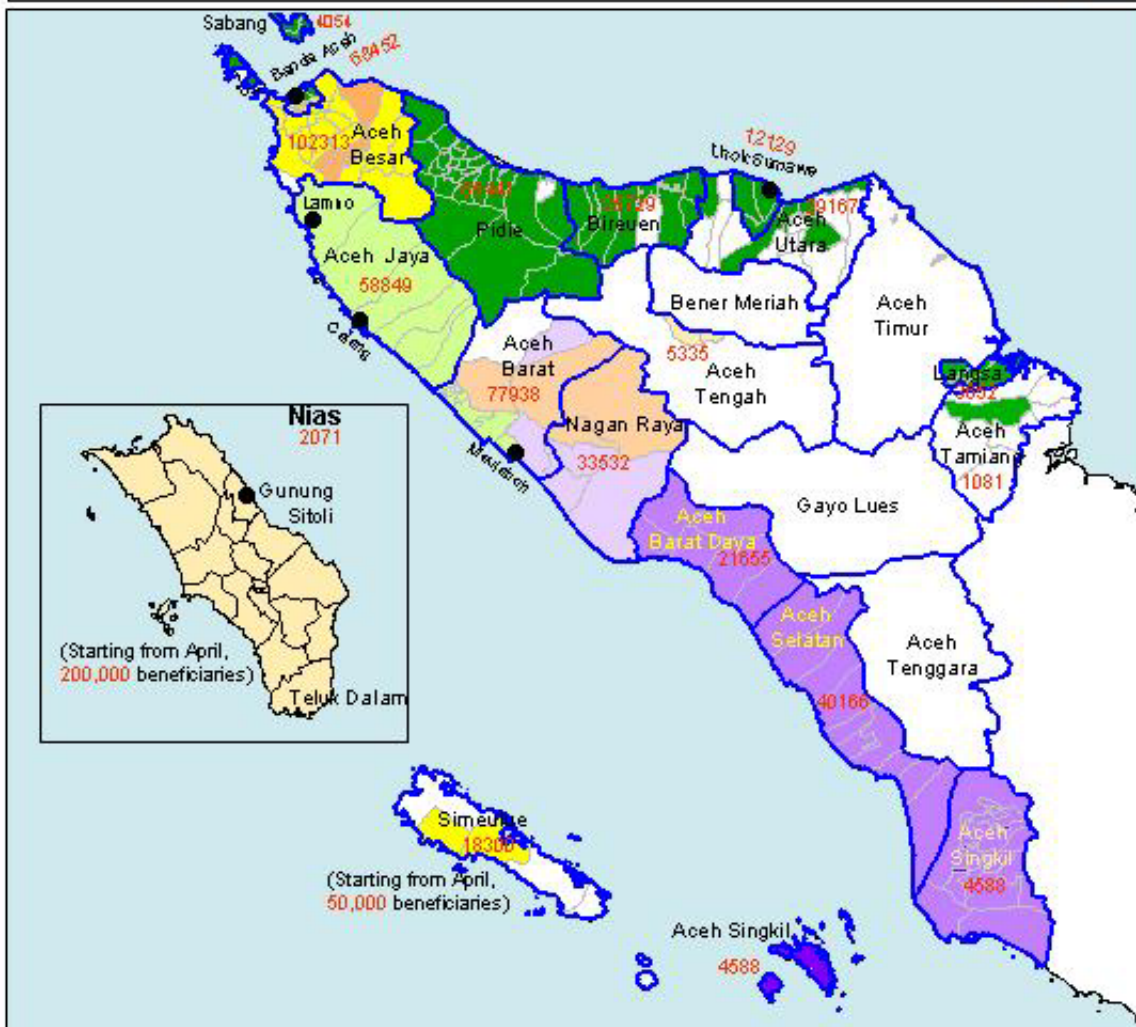 Sabang
4054
Banda Aceh
68452
Aceh
102313
Besar
12129
Lhok Sumawe
Lamno
Pidie
Bireuen
Aceh
Utara
Aceh Jaya
58849
Bener Meriah
Aceh
Timur
Calang
Aceh
Barat
77938
5335
Aceh
Tengah
Langsa
Nagan Raya
33532
Meulaboh
Aceh
Tamiang
1081
Nias
2071
Gunung
Sitoli
(Starting from April,
200,000 beneficiaries)
Teluk Dalam
Gayo Lues
Aceh
Barat Daya
21655
Aceh
Selatan
Aceh
Tenggara
40166
Simeulue
18300
(Starting from April,
50,000 beneficiaries)
Aceh
Singkil
4588
Aceh Singkil
4588